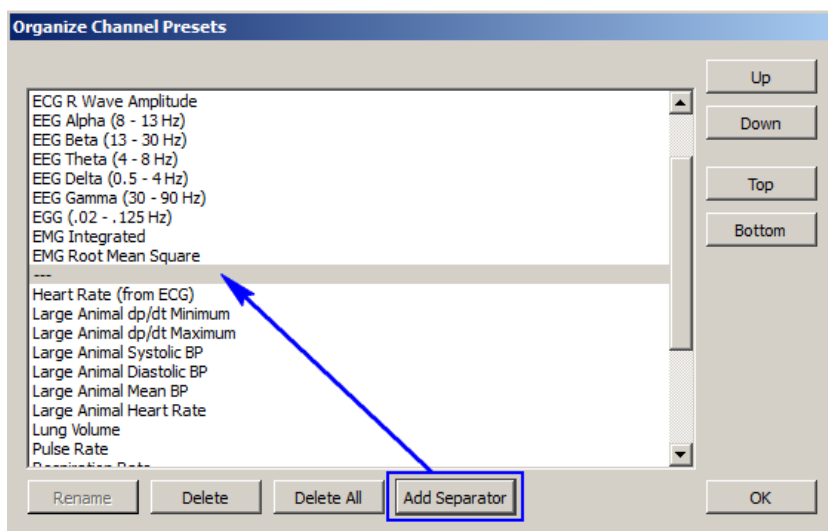 Organize Channel Presets
ECG R Wave Amplitude
EEG Alpha (8 - 13 Hz)
EEG Beta (13 - 30 Hz)
EEG Theta (4 - 8 Hz)
EEG Delta (0.5 - 4 Hz)
EEG Gamma (30 - 90 Hz)
EGG (.02 - .125 Hz)
EMG Integrated
EMG Root Mean Square
---
Heart Rate (from ECG)
Large Animal dp/dt Minimum
Large Animal dp/dt Maximum
Large Animal Systolic BP
Large Animal Diastolic BP
Large Animal Mean BP
Large Animal Heart Rate
Lung Volume
Pulse Rate
Up
Down
Top
Bottom
Rename Delete Delete All Add Separator OK